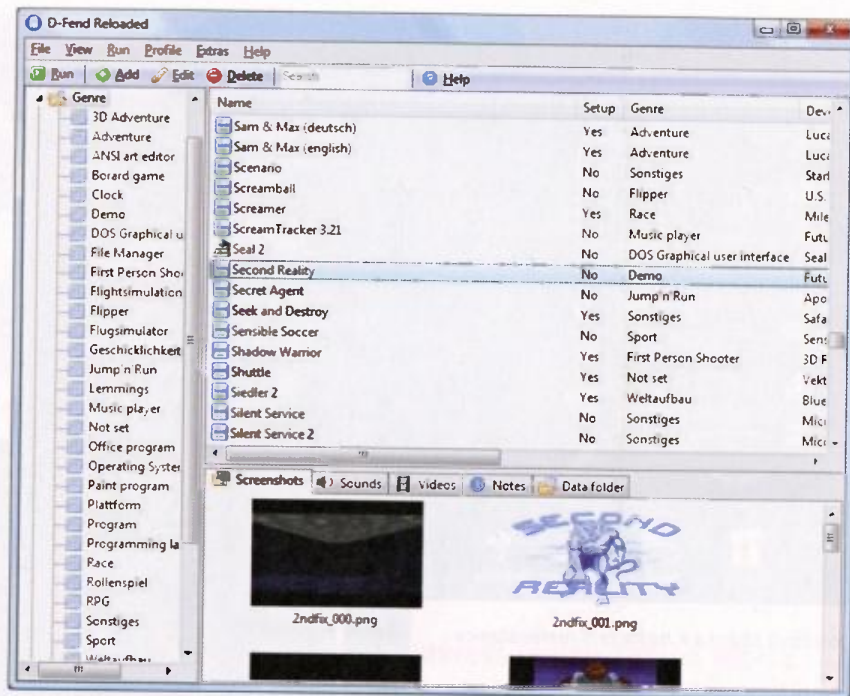 D-Fend Reloaded
File View Run Profile Extras Help
Run Add Edit Delete Search Help
Genre
3D Adventure
Adventure
ANSI art editor
Borard game
Clock
Demo
DOS Graphical u
File Manager
First Person Shoo
Flightsimulation
Flipper
Flugsimulator
Geschicklichkeit
Jump'n Run
Lemmings
Music player
Not set
Office program
Operating System
Paint program
Plattform
Program
Programming la
Race
Rollenspiel
RPG
Sonstiges
Sport
Weltaufbau
Name Setup Genre Dev
Sam & Max (deutsch) Yes Adventure Luca
Sam & Max (english) Yes Adventure Luca
Scenario No Sonstiges Starl
Screamball No Flipper U.S.
Screamer Yes Race Mile
ScreamTracker 3.21 No Music player Futu
Seal 2 No DOS Graphical user interface Seal
Second Reality No Demo Futu
Secret Agent No Jump'n'Run Apo
Seek and Destroy Yes Sonstiges Safa
Sensible Soccer No Sport Sens
Shadow Warrior Yes First Person Shooter 3D R
Shuttle Yes Not set Vekt
Siedler 2 Yes Weltaufbau Blue
Silent Service No Sonstiges Micr
Silent Service 2 No Sonstiges Micr
Screenshots Sounds Videos Notes Data folder
SECOND
REALITY
2ndfix_000.png 2ndfix_001.png